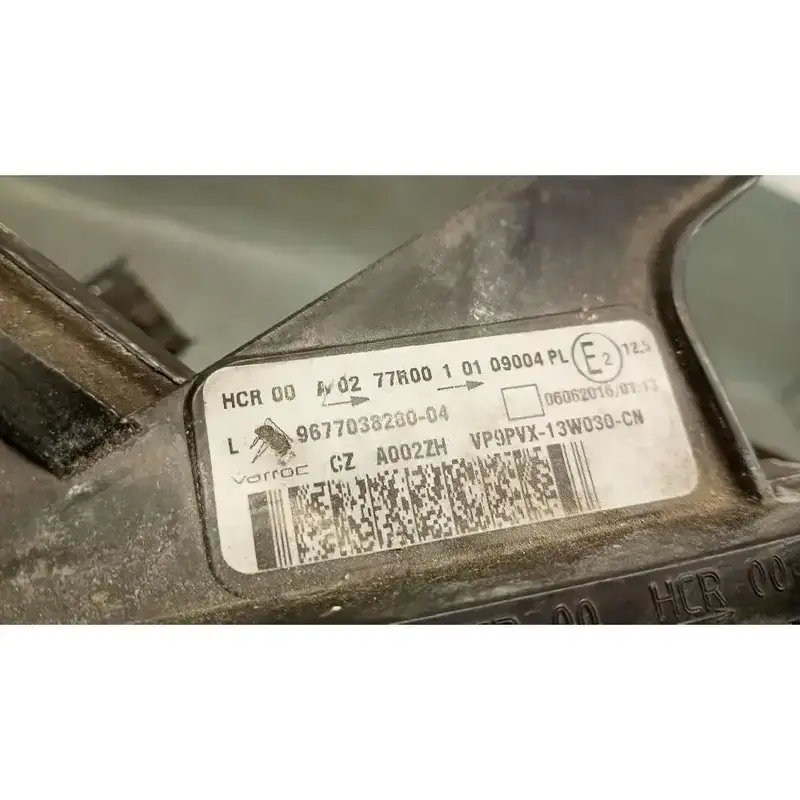 HCR 00 A 02 77R00 1 01 09004 PL E2 12.5
L 9677038280-04 06062016/01:13
Varroc CZ A002ZH VP9PVX-13W030-CN
00 HCR 00